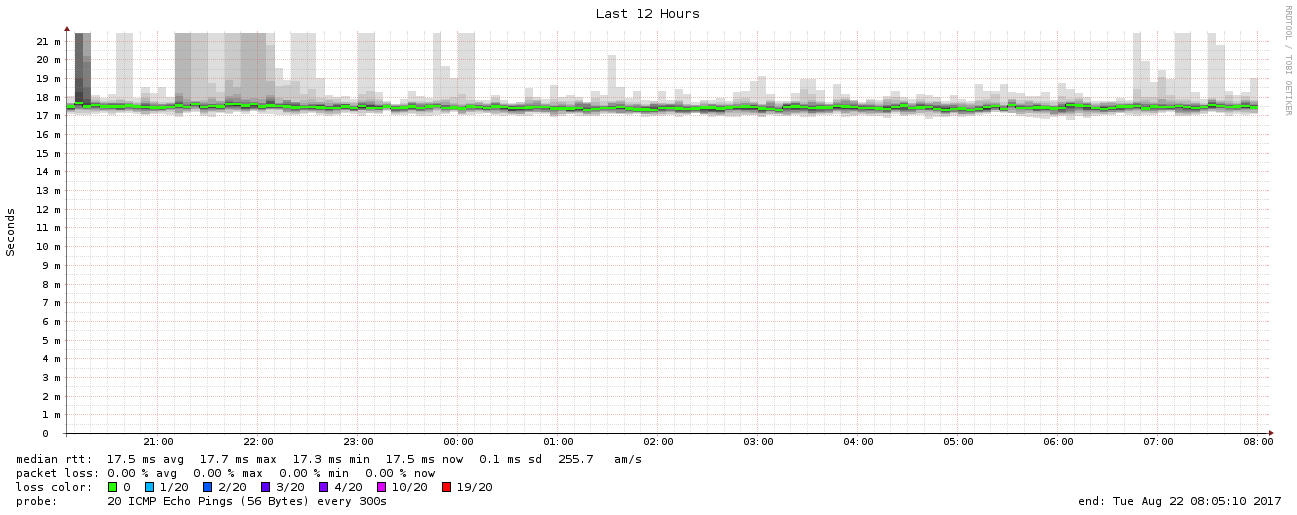 Last 12 Hours
RRDTOOL / TOBI OETIKER
21 m
20 m
19 m
18 m
17 m
16 m
15 m
14 m
13 m
12 m
11 m
10 m
9 m
8 m
7 m
6 m
5 m
4 m
3 m
2 m
1 m
0
Seconds
21:00 22:00 23:00 00:00 01:00 02:00 03:00 04:00 05:00 06:00 07:00 08:00
median rtt: 17.5 ms avg 17.7 ms max 17.3 ms min 17.5 ms now 0.1 ms sd 255.7 am/s
packet loss: 0.00 % avg 0.00 % max 0.00 % min 0.00 % now
loss color: 0 1/20 2/20 3/20 4/20 10/20 19/20
probe: 20 ICMP Echo Pings (56 Bytes) every 300s end: Tue Aug 22 08:05:10 2017